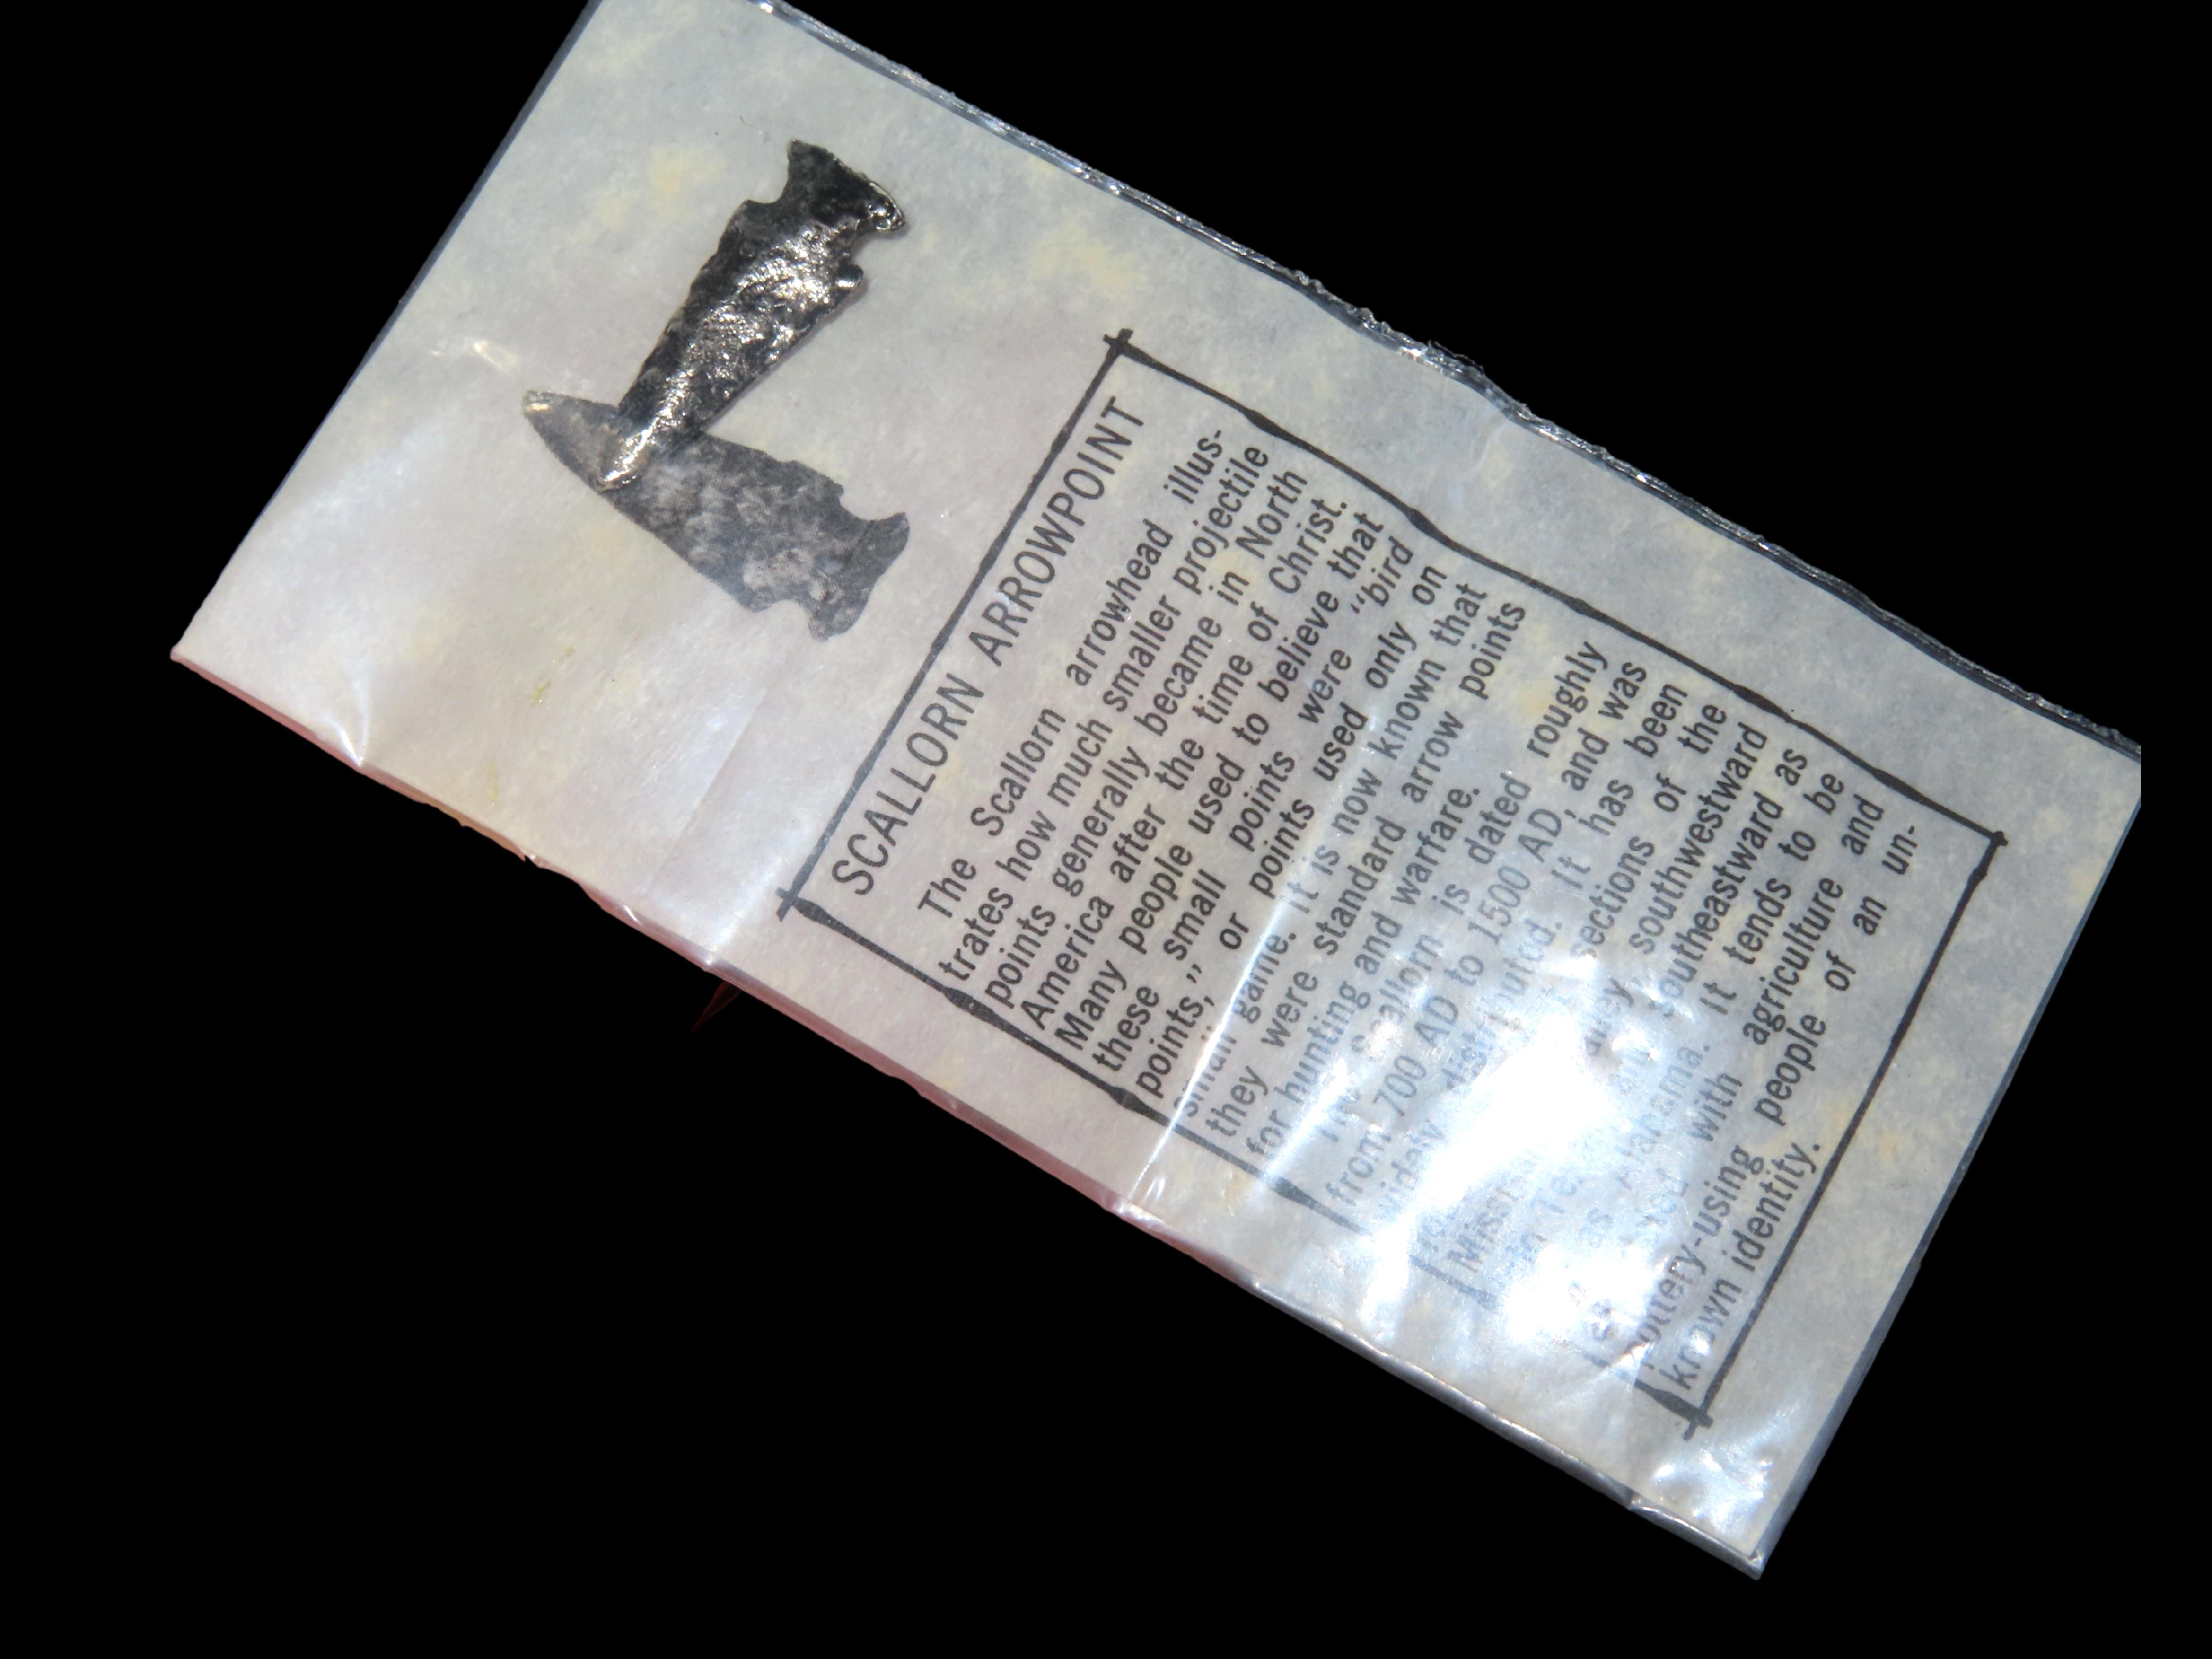 SCALLORN ARROWPOINT
The Scallorn arrowhead illus-
trates how much smaller projectile
points generally became in North
America after the time of Christ.
Many people used to believe that
these small points were “bird
points,” or points used only on
small game. It is now known that
they were standard arrow points
for hunting and warfare.
The Scallorn is dated roughly
from 700 AD to 1500 AD, and was
widely distributed. It has been
sections of the
southwestward
southeastward as
as Alabama. It tends to be
with agriculture and
pottery-using people of an un-
known identity.